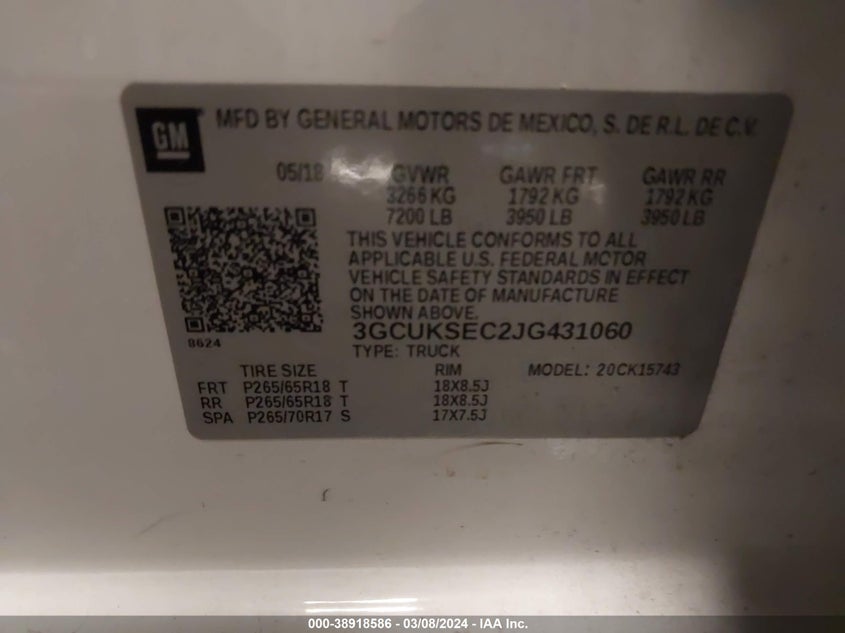 GM
MFD BY GENERAL MOTORS DE MEXICO, S. DE R.L. DE C.V.
05/18 GVWR GAWR FRT GAWR RR
3266 KG 1792 KG 1792 KG
7200 LB 3950 LB 3950 LB
THIS VEHICLE CONFORMS TO ALL
APPLICABLE U.S. FEDERAL MOTOR
VEHICLE SAFETY STANDARDS IN EFFECT
ON THE DATE OF MANUFACTURE
SHOWN ABOVE.
8624
3GCUKSEC2JG431060
TYPE: TRUCK
TIRE SIZE RIM MODEL: 20CK15743
FRT P265/65R18 T 18X8.5J
RR P265/65R18 T 18X8.5J
SPA P265/70R17 S 17X7.5J
000-38918586 - 03/08/2024 - IAA Inc.